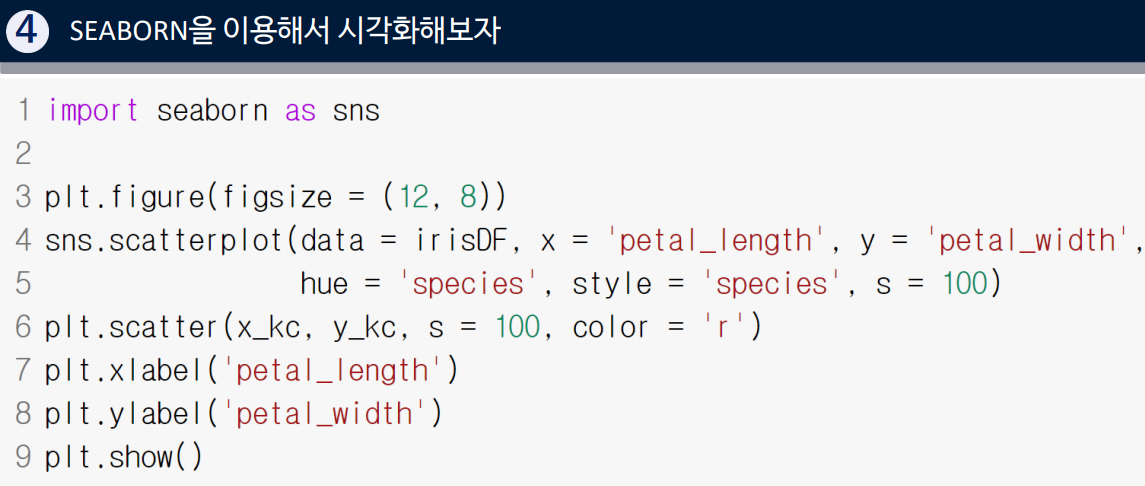 4 SEABORN을 이용해서 시각화해보자
1 import seaborn as sns
2
3 plt.figure(figsize = (12, 8))
4 sns.scatterplot(data = irisDF, x = 'petal_length', y = 'petal_width',
5                 hue = 'species', style = 'species', s = 100)
6 plt.scatter(x_kc, y_kc, s = 100, color = 'r')
7 plt.xlabel('petal_length')
8 plt.ylabel('petal_width')
9 plt.show()